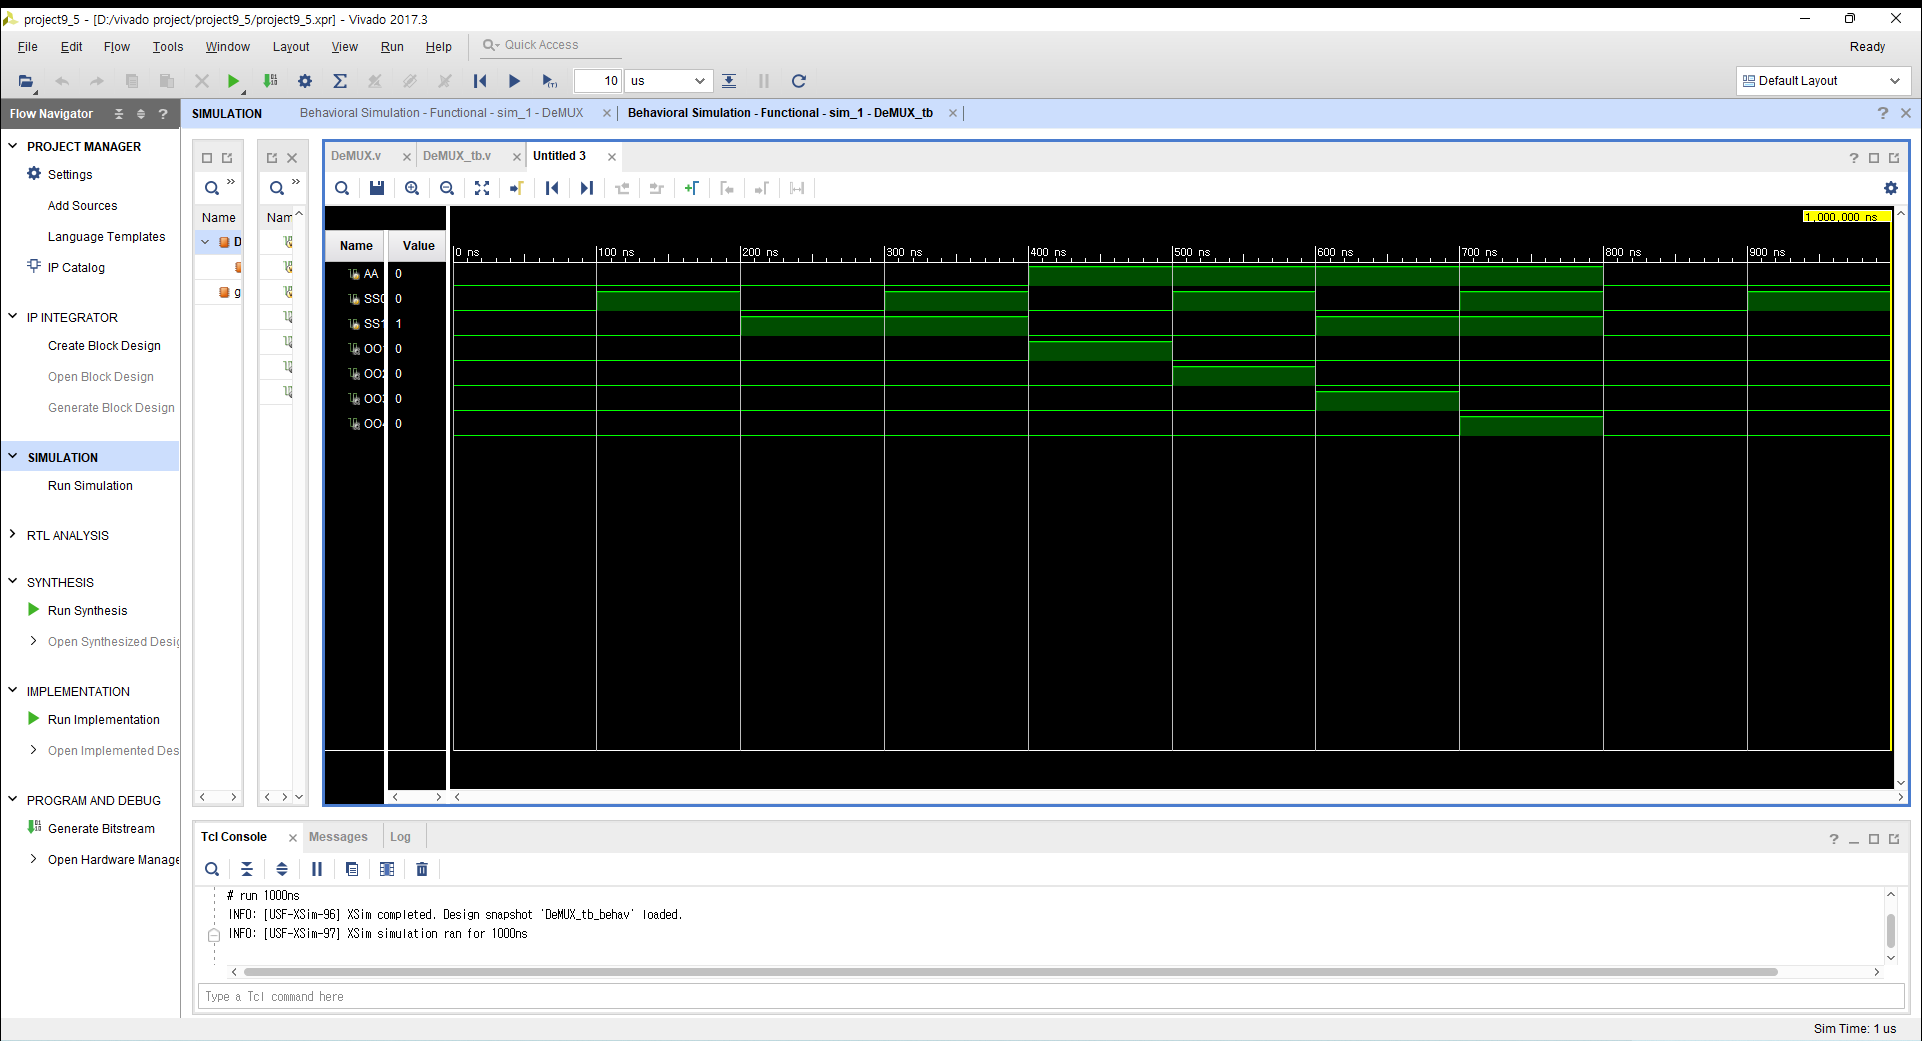 project9_5 - [D:/vivado project/project9_5/project9_5.xpr] - Vivado 2017.3
File Edit Flow Tools Window Layout View Run Help Quick Access
Ready
10 us
Default Layout
Flow Navigator
SIMULATION
Behavioral Simulation - Functional - sim_1 - DeMUX
Behavioral Simulation - Functional - sim_1 - DeMUX_tb
PROJECT MANAGER
Settings
Add Sources
Language Templates
IP Catalog
IP INTEGRATOR
Create Block Design
Open Block Design
Generate Block Design
SIMULATION
Run Simulation
RTL ANALYSIS
SYNTHESIS
Run Synthesis
Open Synthesized Desig
IMPLEMENTATION
Run Implementation
Open Implemented Des
PROGRAM AND DEBUG
Generate Bitstream
Open Hardware Manage
Name
D
g
Nam
DeMUX.v
DeMUX_tb.v
Untitled 3
1,000,000 ns
Name Value
0 ns 100 ns 200 ns 300 ns 400 ns 500 ns 600 ns 700 ns 800 ns 900 ns
AA 0
SS0 0
SS1 1
OO1 0
OO2 0
OO3 0
OO4 0
Tcl Console
Messages
Log
# run 1000ns
INFO: [USF-XSim-96] XSim completed. Design snapshot 'DeMUX_tb_behav' loaded.
INFO: [USF-XSim-97] XSim simulation ran for 1000ns
Type a Tcl command here
Sim Time: 1 us